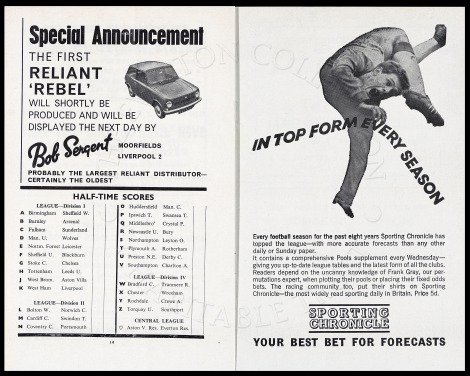 Special Announcement
THE FIRST
RELIANT
'REBEL'
WILL SHORTLY BE
PRODUCED AND WILL BE
DISPLAYED THE NEXT DAY BY
Bob Sergent MOORFIELDS
LIVERPOOL 2
PROBABLY THE LARGEST RELIANT DISTRIBUTOR—
CERTAINLY THE OLDEST
HALF-TIME SCORES
LEAGUE—Division I
A Birmingham Sheffield W.
B Burnley Arsenal
C Fulham Sunderland
D Man. U. Wolves
E Nottm. Forest Leicester
F Sheffield U. Blackburn
G Stoke C. Chelsea
H Tottenham Leeds U.
J West Brom. Aston Villa
K West Ham Liverpool
LEAGUE—Division II
L Bolton W. Norwich C.
M Cardiff C. Swindon T.
N Coventry C. Portsmouth
O Huddersfield Man. C.
P Ipswich T. Swansea T.
Q Middlesbro' Crystal P.
R Newcastle U. Bury
S Northampton Leyton O.
T Plymouth A. Rotherham
U Preston N.E. Derby C.
V Southampton Charlton A.
LEAGUE—Division IV
W Bradford C. Tranmere R.
X Chester Wrexham
Y Rochdale Crewe A.
Z Torquay U. Southport
CENTRAL LEAGUE
Aston V. Res. Everton Res.
14
IN TOP FORM EVERY SEASON
Every football season for the past eight years Sporting Chronicle has
topped the league—with more accurate forecasts than any other
daily or Sunday paper.
It contains a comprehensive Pools supplement every Wednesday—
giving you up-to-date league tables and the latest form of all the clubs.
Readers depend on the uncanny knowledge of Frank Gray, our per-
mutations expert, when plotting their pools or placing their fixed odds
bets. The racing community too, put their shirts on Sporting
Chronicle—the most widely read sporting daily in Britain. Price 5d.
SPORTING
CHRONICLE
YOUR BEST BET FOR FORECASTS